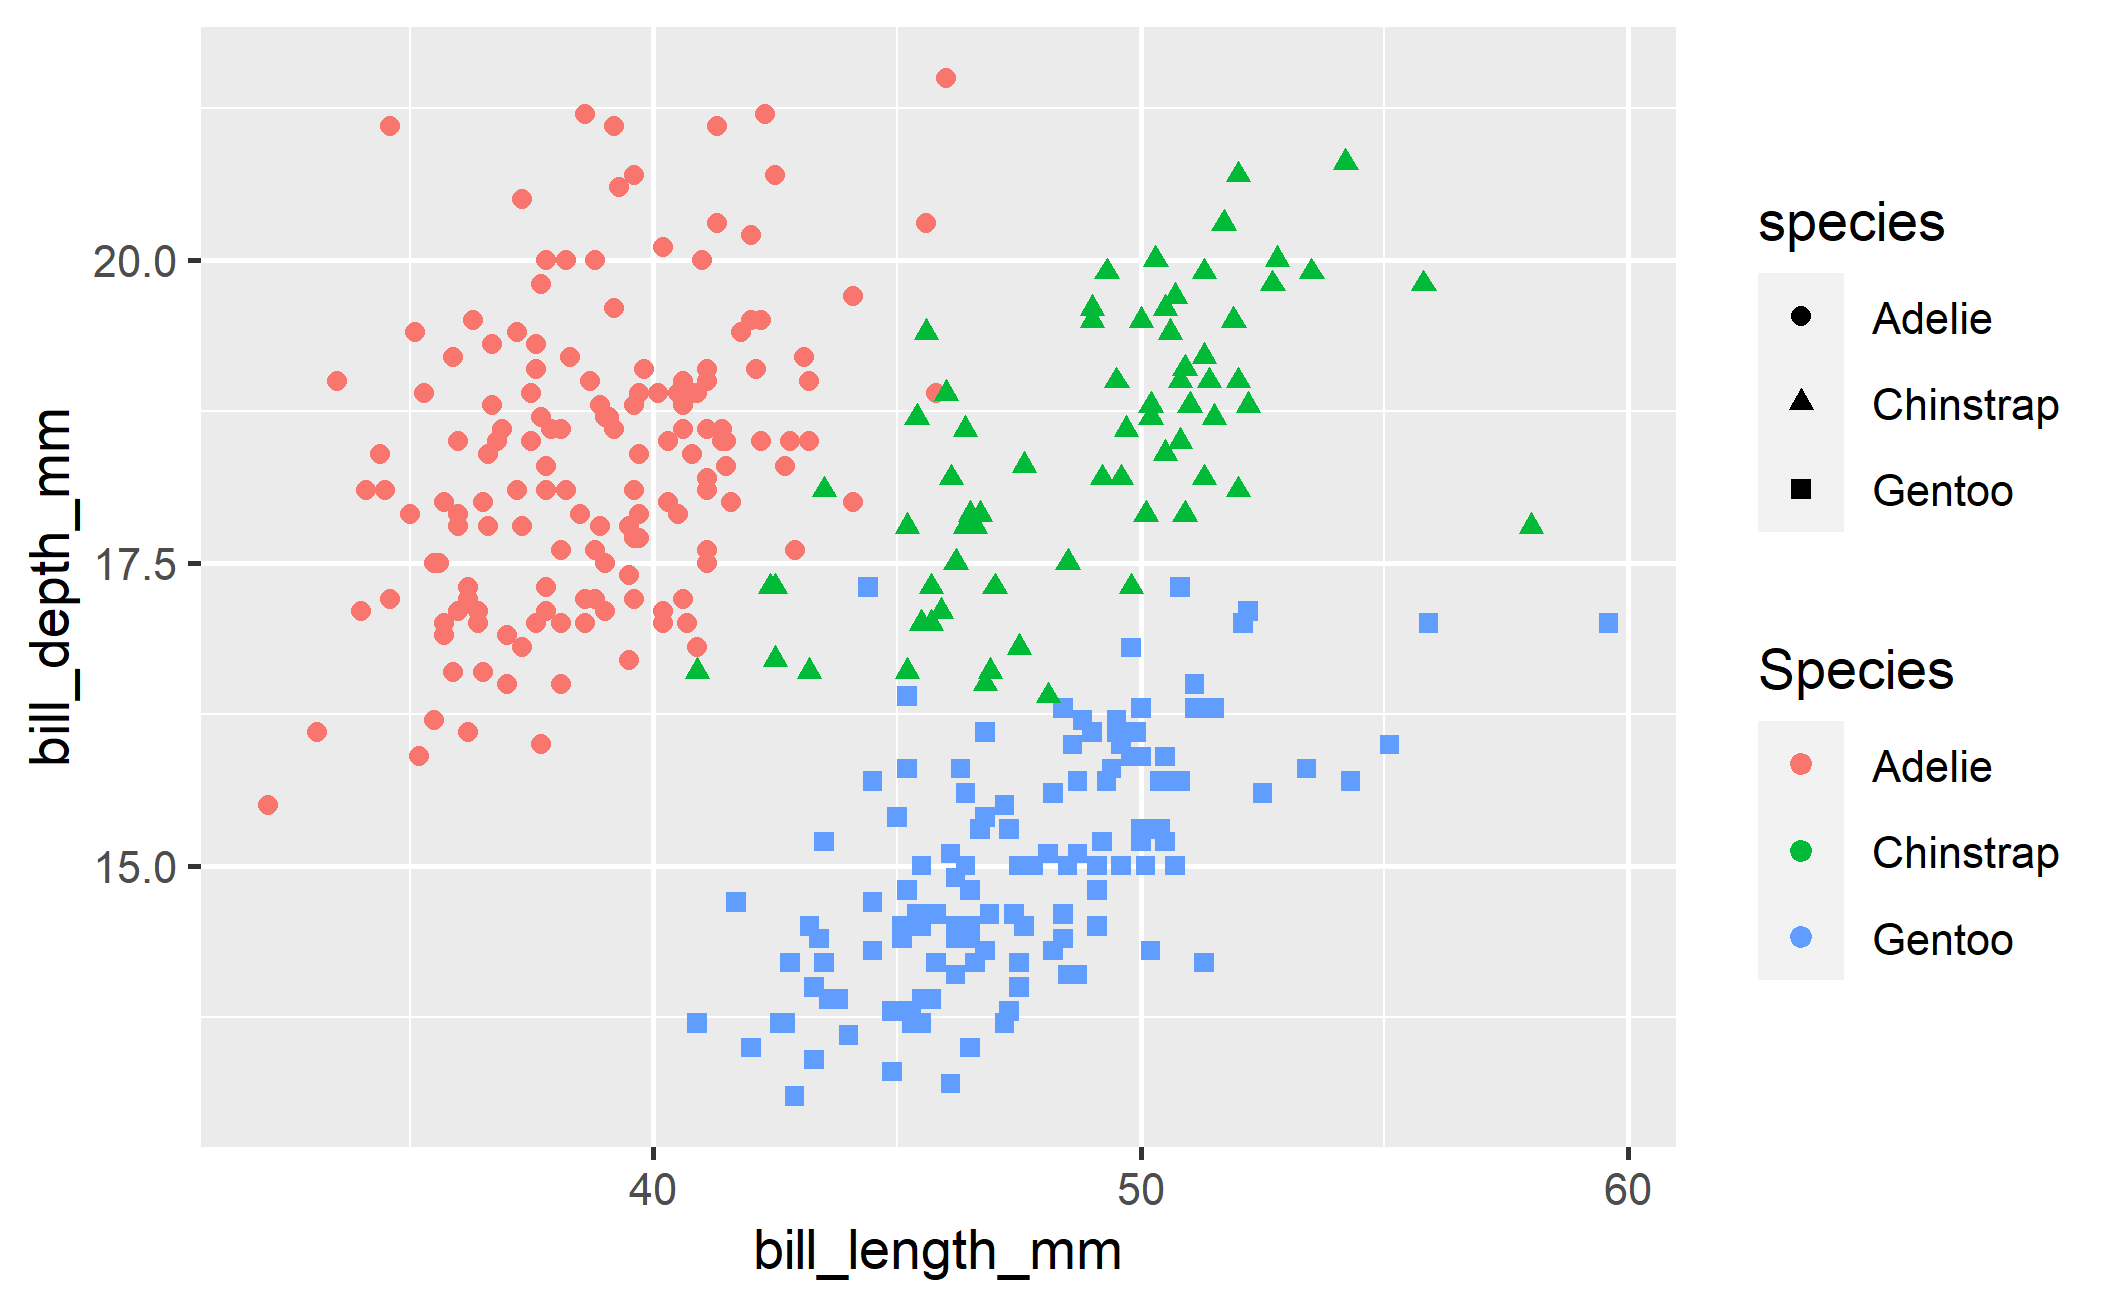 20.0
17.5
15.0
bill_depth_mm
40 50 60
bill_length_mm
species
Adelie
Chinstrap
Gentoo
Species
Adelie
Chinstrap
Gentoo